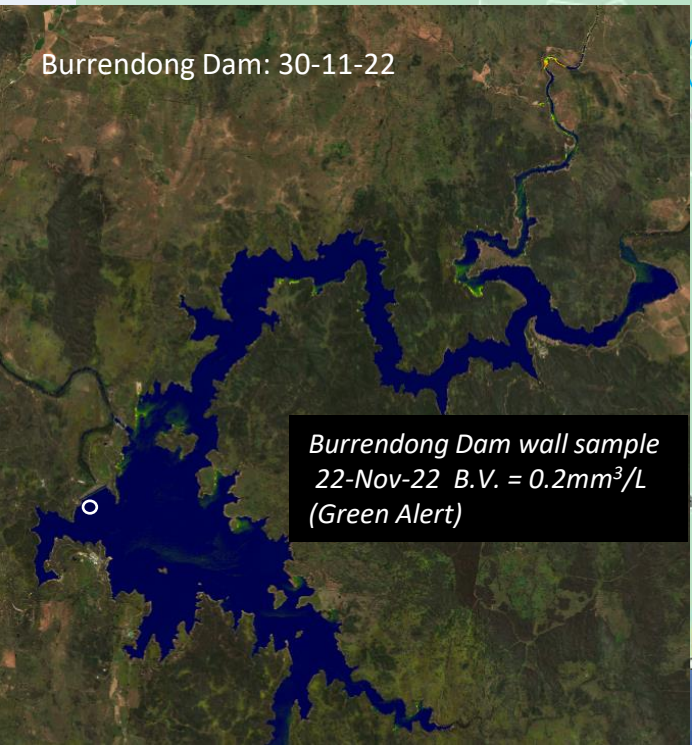 Burrendong Dam: 30-11-22
Burrendong Dam wall sample
22-Nov-22 B.V. = 0.2mm³/L
(Green Alert)